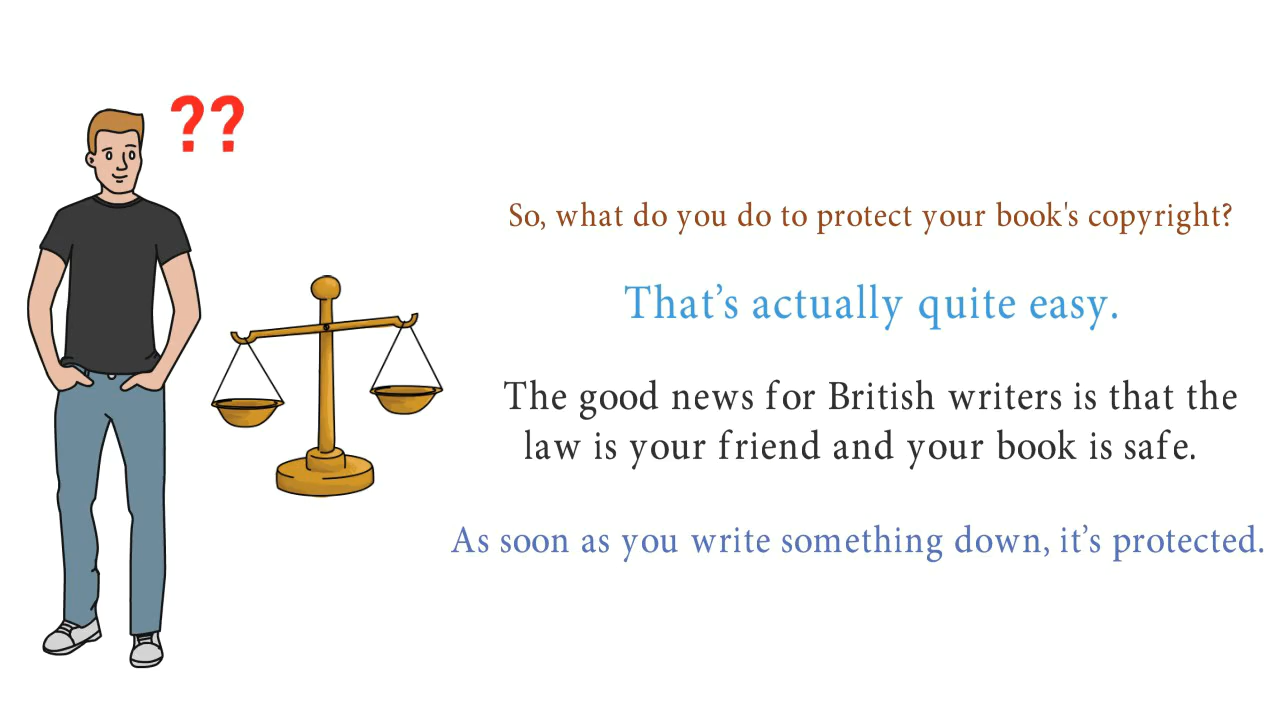 ??
So, what do you do to protect your book's copyright?
That’s actually quite easy.
The good news for British writers is that the
law is your friend and your book is safe.
As soon as you write something down, it’s protected.